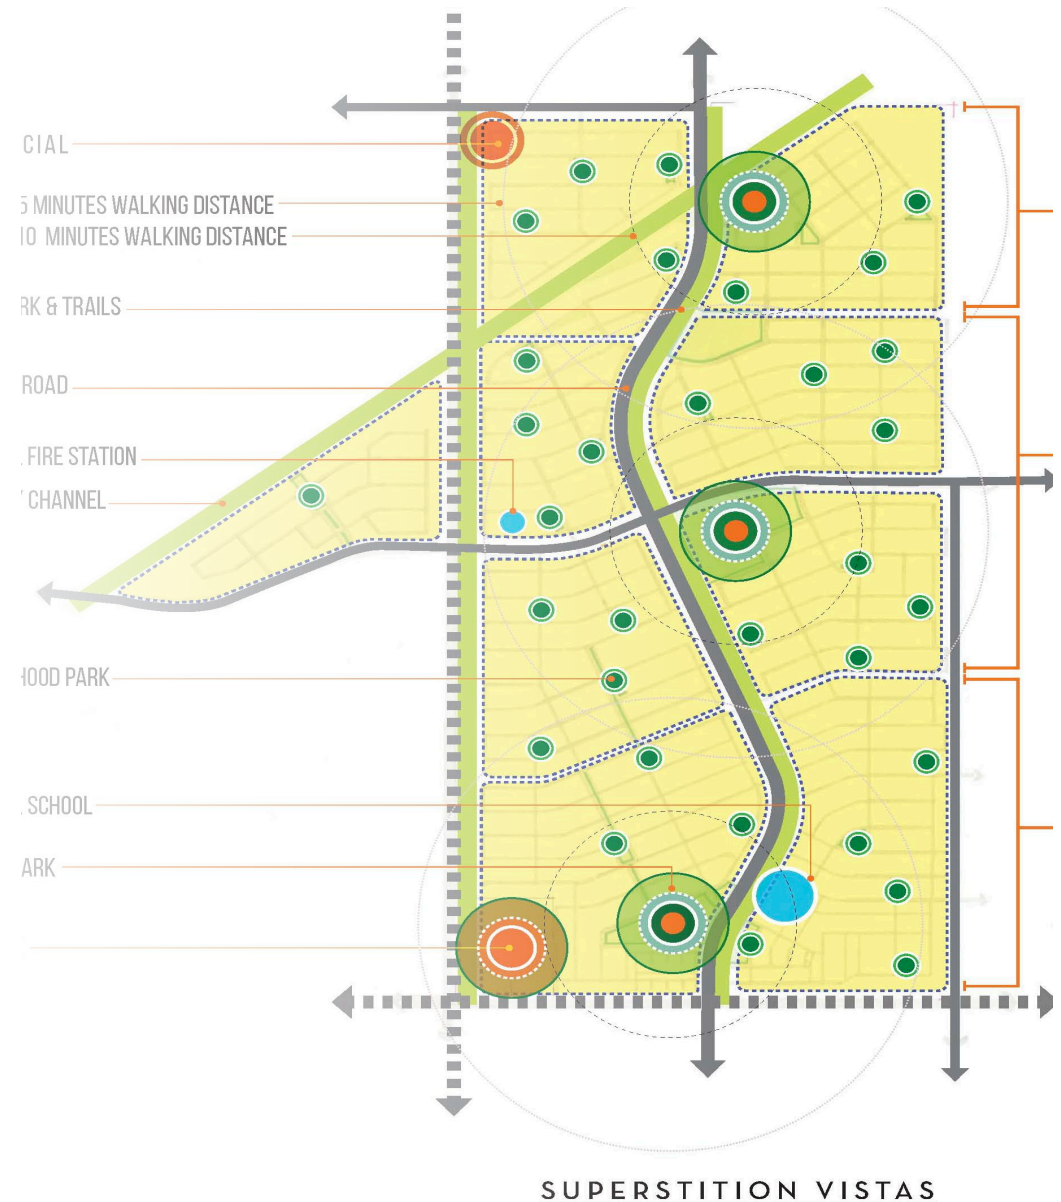 CIAL
5 MINUTES WALKING DISTANCE
10 MINUTES WALKING DISTANCE
RK & TRAILS
ROAD
FIRE STATION
CHANNEL
HOOD PARK
SCHOOL
ARK
SUPERSTITION VISTAS